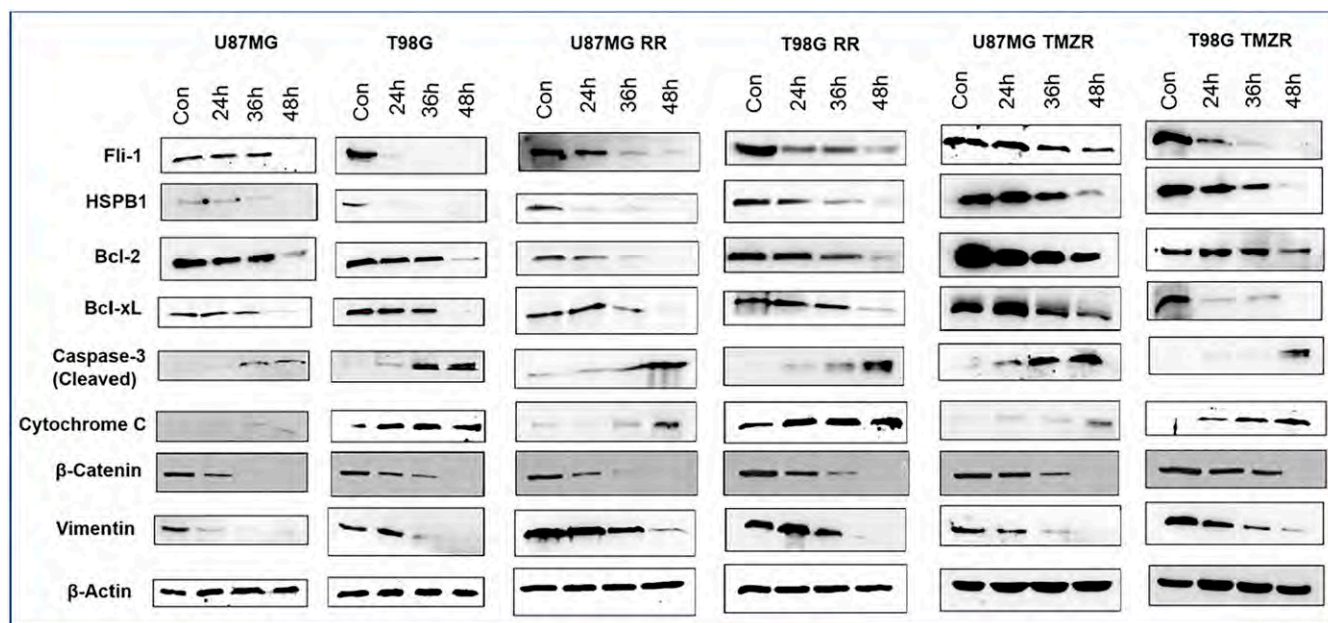 U87MG T98G U87MG RR T98G RR U87MG TMZR T98G TMZR
Con 24h 36h 48h Con 24h 36h 48h Con 24h 36h 48h Con 24h 36h 48h Con 24h 36h 48h Con 24h 36h 48h
Fli-1
HSPB1
Bcl-2
Bcl-xL
Caspase-3
(Cleaved)
Cytochrome C
β-Catenin
Vimentin
β-Actin